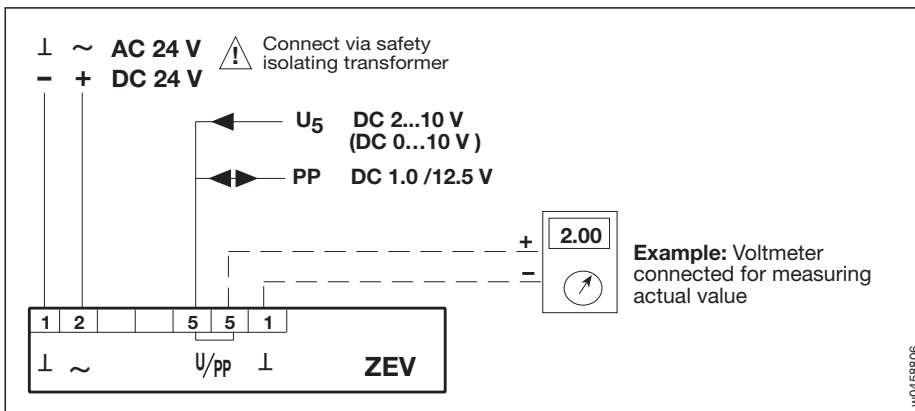 ⊥ ~ AC 24 V
− + DC 24 V
! Connect via safety
isolating transformer
U5 DC 2...10 V
(DC 0...10 V )
PP DC 1.0 /12.5 V
+ 2.00
−
Example: Voltmeter
connected for measuring
actual value
1 2 5 5 1
⊥ ~ U/PP ⊥ ZEV